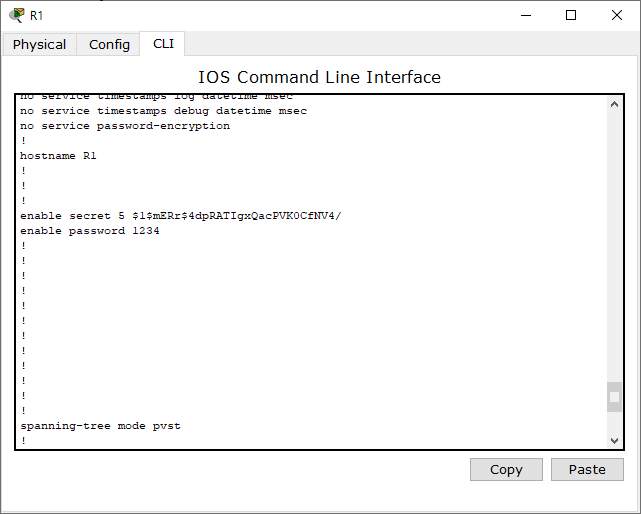 R1
Physical Config CLI
IOS Command Line Interface
no service timestamps log datetime msec
no service timestamps debug datetime msec
no service password-encryption
!
hostname R1
!
!
!
enable secret 5 $1$mERr$4dpRATIgxQacPVK0CfNV4/
enable password 1234
!
!
!
!
!
!
!
!
!
!
!
!
spanning-tree mode pvst
!
Copy Paste